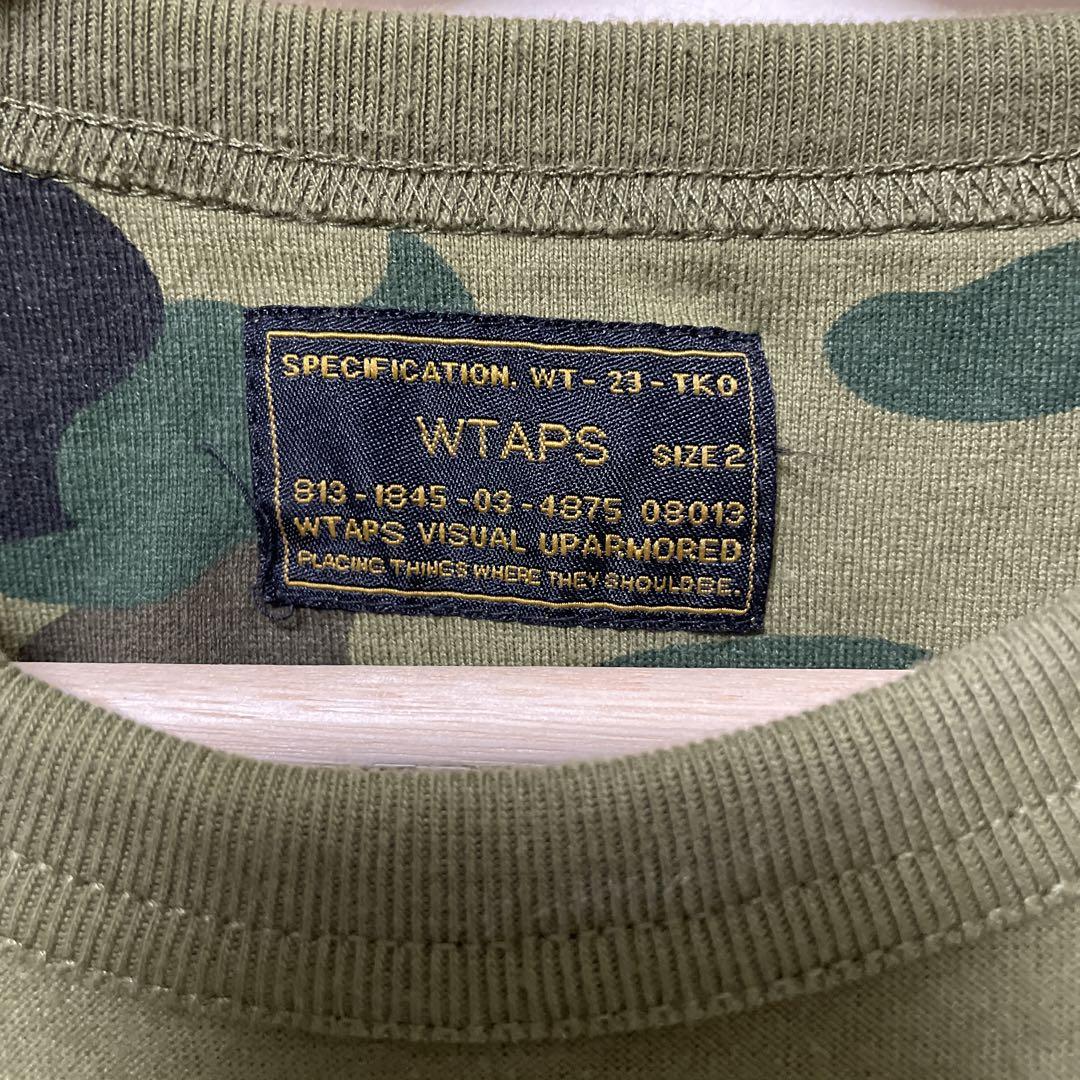 SPECIFICATION. WT - 23 - TKO
WTAPS SIZE 2
813 - 1845 - 03 - 4875 08013
WTAPS VISUAL UPARMORED
PLACING THINGS WHERE THEY SHOULD BE.